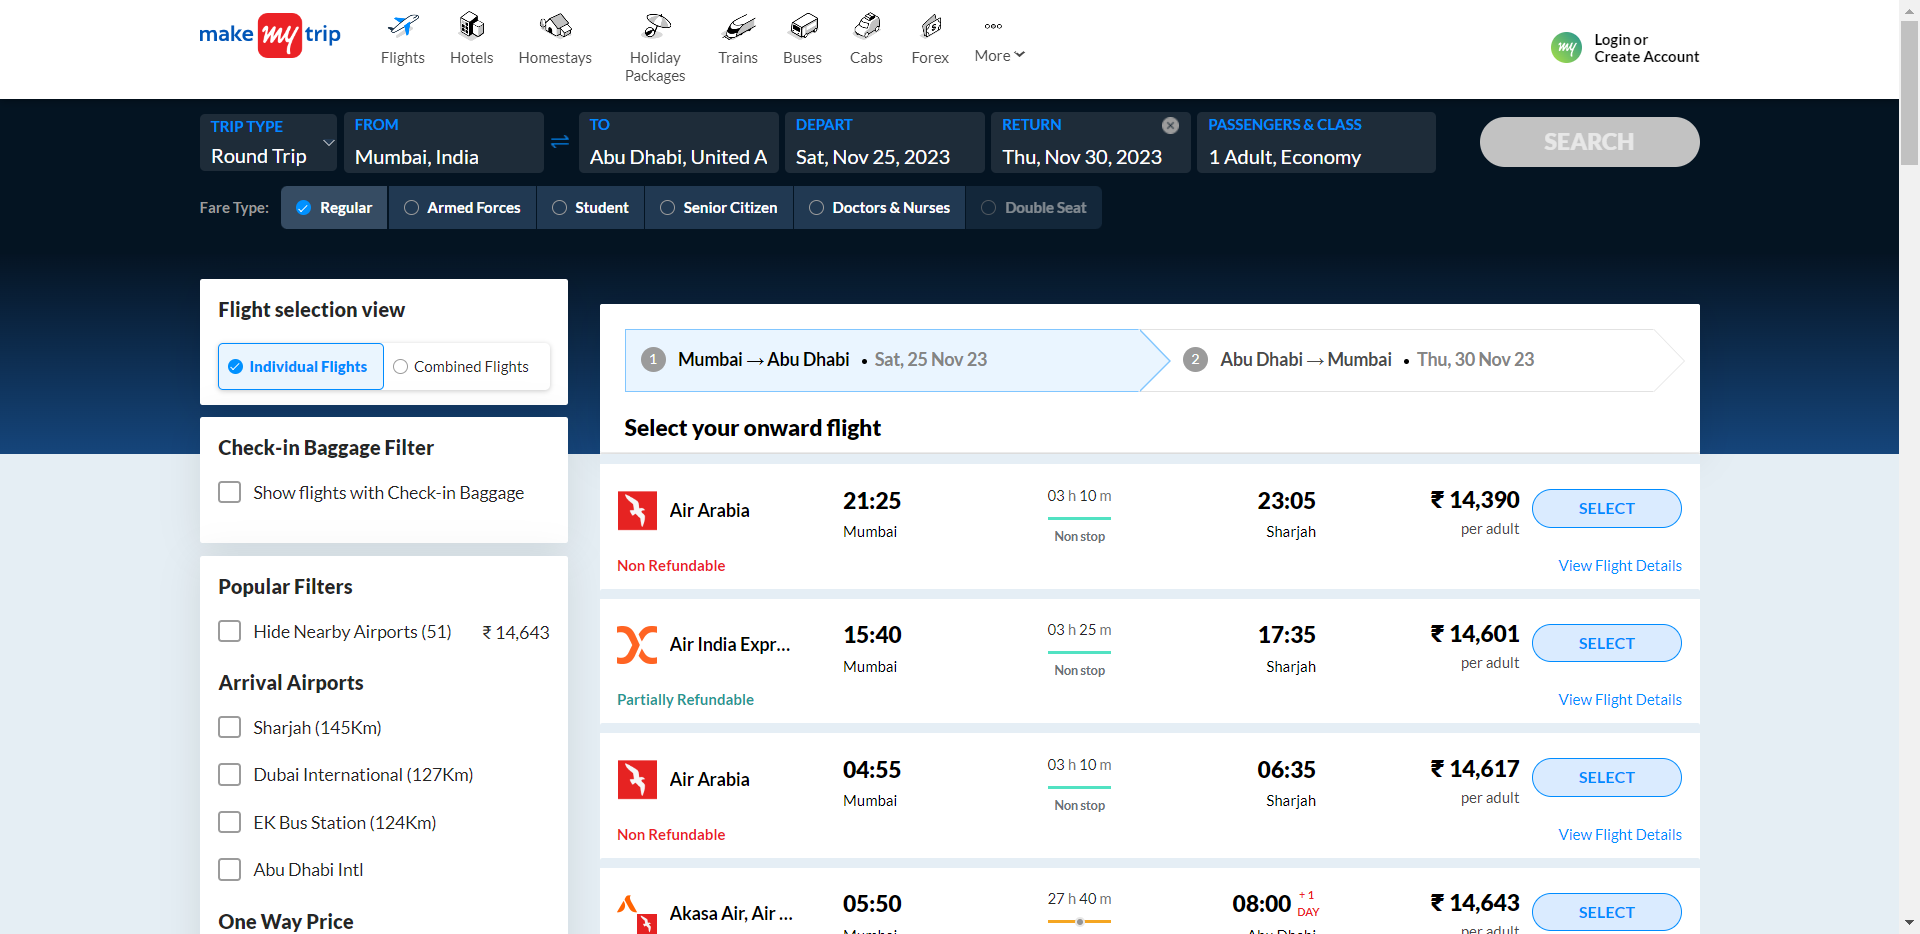 make my trip
Flights
Hotels
Homestays
Holiday
Packages
Trains
Buses
Cabs
Forex
More
my
Login or
Create Account
TRIP TYPE
Round Trip
FROM
Mumbai, India
TO
Abu Dhabi, United A
DEPART
Sat, Nov 25, 2023
RETURN
Thu, Nov 30, 2023
PASSENGERS & CLASS
1 Adult, Economy
SEARCH
Fare Type:
Regular
Armed Forces
Student
Senior Citizen
Doctors & Nurses
Double Seat
Flight selection view
Individual Flights
Combined Flights
Check-in Baggage Filter
Show flights with Check-in Baggage
Popular Filters
Hide Nearby Airports (51) ₹ 14,643
Arrival Airports
Sharjah (145Km)
Dubai International (127Km)
EK Bus Station (124Km)
Abu Dhabi Intl
One Way Price
1 Mumbai → Abu Dhabi • Sat, 25 Nov 23
2 Abu Dhabi → Mumbai • Thu, 30 Nov 23
Select your onward flight
Air Arabia
21:25
Mumbai
03 h 10 m
Non stop
23:05
Sharjah
₹ 14,390
per adult
SELECT
Non Refundable
View Flight Details
Air India Expr...
15:40
Mumbai
03 h 25 m
Non stop
17:35
Sharjah
₹ 14,601
per adult
SELECT
Partially Refundable
View Flight Details
Air Arabia
04:55
Mumbai
03 h 10 m
Non stop
06:35
Sharjah
₹ 14,617
per adult
SELECT
Non Refundable
View Flight Details
Akasa Air, Air ...
05:50
Mumbai
27 h 40 m
08:00
+ 1
DAY
Abu Dhabi
₹ 14,643
per adult
SELECT